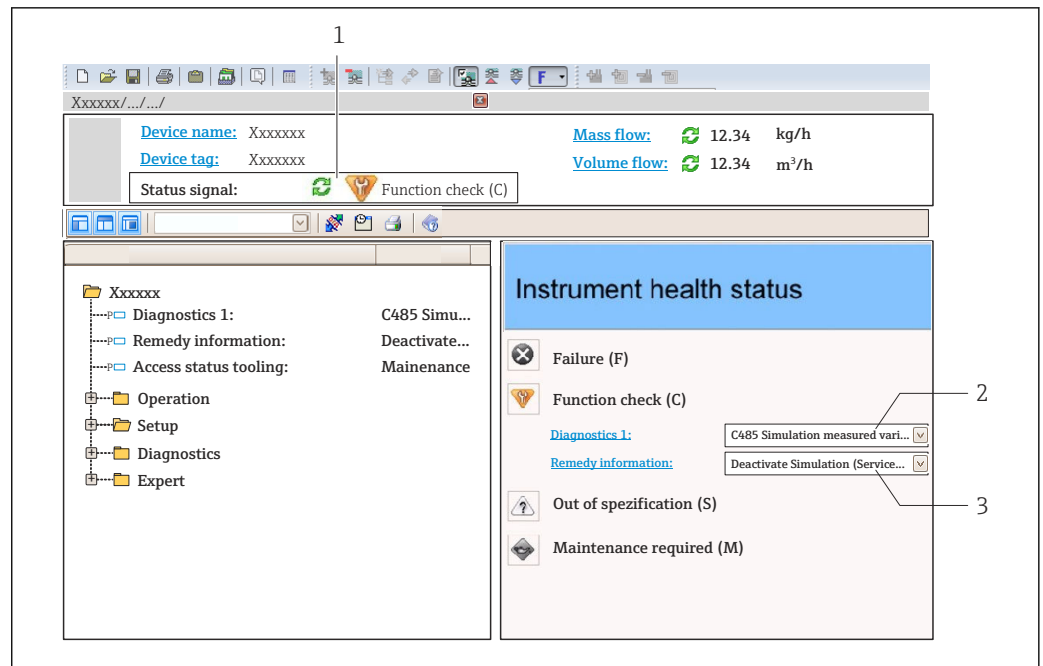 1
F
Xxxxxx/.../.../
Device name: Xxxxxxx
Mass flow: 12.34 kg/h
Device tag: Xxxxxxx
Volume flow: 12.34 m³/h
Status signal: Function check (C)
Xxxxxx
P Diagnostics 1: C485 Simu...
P Remedy information: Deactivate...
P Access status tooling: Mainenance
Operation
Setup
Diagnostics
Expert
Instrument health status
Failure (F)
Function check (C)
Diagnostics 1: C485 Simulation measured vari...
2
Remedy information: Deactivate Simulation (Service...
3
Out of spezification (S)
Maintenance required (M)